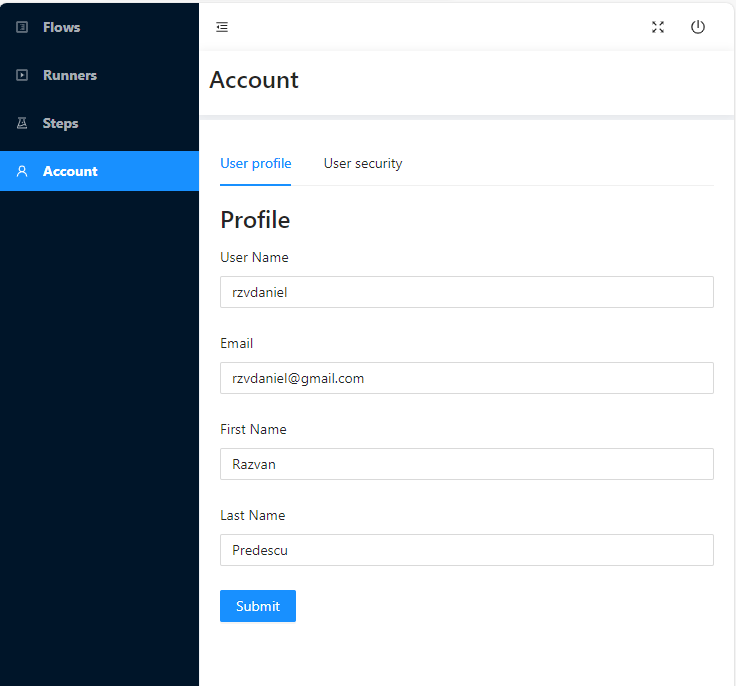 Flows
Runners
Steps
Account
Account
User profile
User security
Profile
User Name
rzvdaniel
Email
rzvdaniel@gmail.com
First Name
Razvan
Last Name
Predescu
Submit